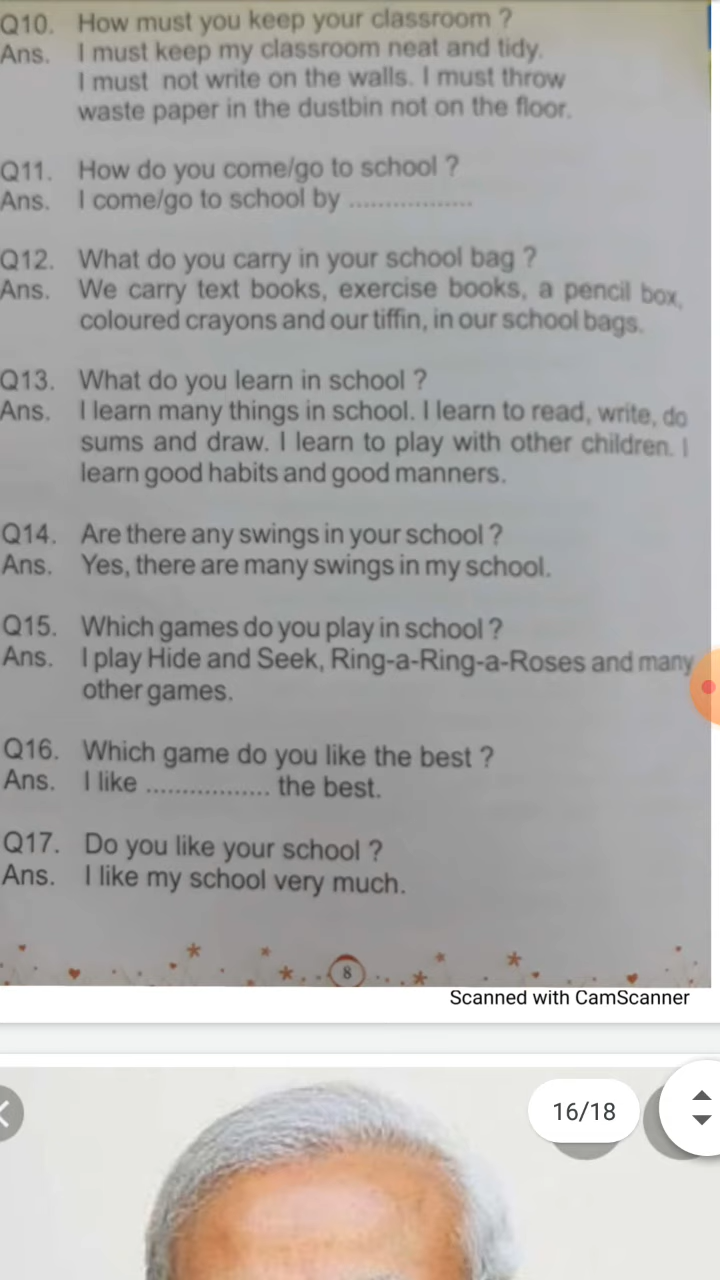 Q10. How must you keep your classroom ?
Ans. I must keep my classroom neat and tidy.
I must not write on the walls. I must throw
waste paper in the dustbin not on the floor.
Q11. How do you come/go to school ?
Ans. I come/go to school by ................
Q12. What do you carry in your school bag ?
Ans. We carry text books, exercise books, a pencil box,
coloured crayons and our tiffin, in our school bags.
Q13. What do you learn in school ?
Ans. I learn many things in school. I learn to read, write, do
sums and draw. I learn to play with other children. I
learn good habits and good manners.
Q14. Are there any swings in your school ?
Ans. Yes, there are many swings in my school.
Q15. Which games do you play in school ?
Ans. I play Hide and Seek, Ring-a-Ring-a-Roses and many
other games.
Q16. Which game do you like the best ?
Ans. I like ................ the best.
Q17. Do you like your school ?
Ans. I like my school very much.
8
Scanned with CamScanner
16/18